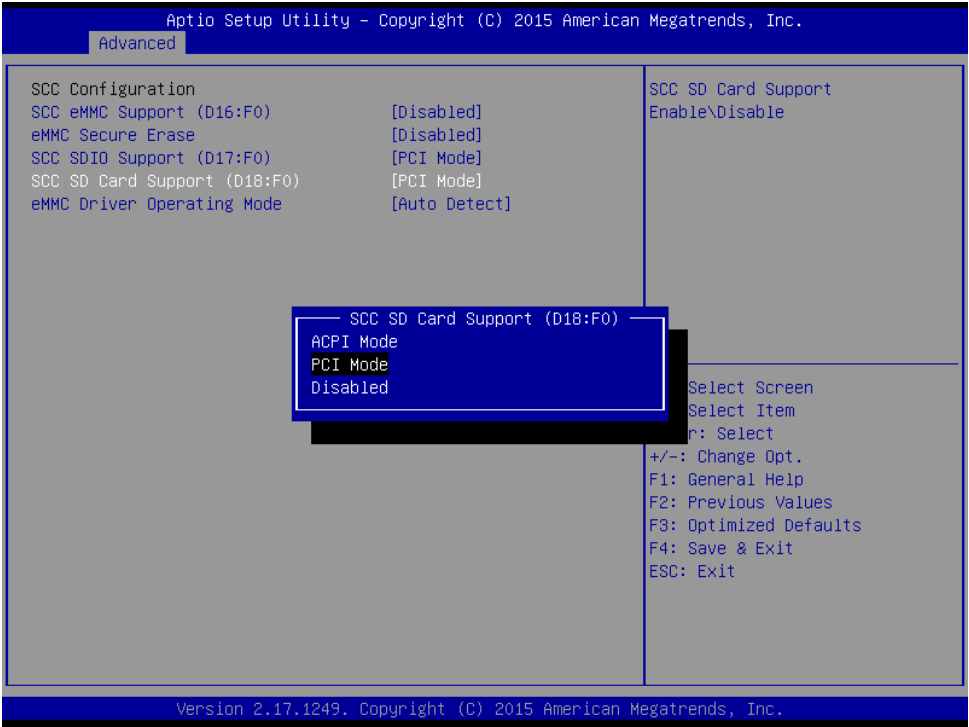 Aptio Setup Utility – Copyright (C) 2015 American Megatrends, Inc.
Advanced
SCC Configuration
SCC eMMC Support (D16:F0) [Disabled]
eMMC Secure Erase [Disabled]
SCC SDIO Support (D17:F0) [PCI Mode]
SCC SD Card Support (D18:F0) [PCI Mode]
eMMC Driver Operating Mode [Auto Detect]
SCC SD Card Support
Enable\Disable
SCC SD Card Support (D18:F0)
ACPI Mode
PCI Mode
Disabled
Select Screen
Select Item
r: Select
+/-: Change Opt.
F1: General Help
F2: Previous Values
F3: Optimized Defaults
F4: Save & Exit
ESC: Exit
Version 2.17.1249. Copyright (C) 2015 American Megatrends, Inc.